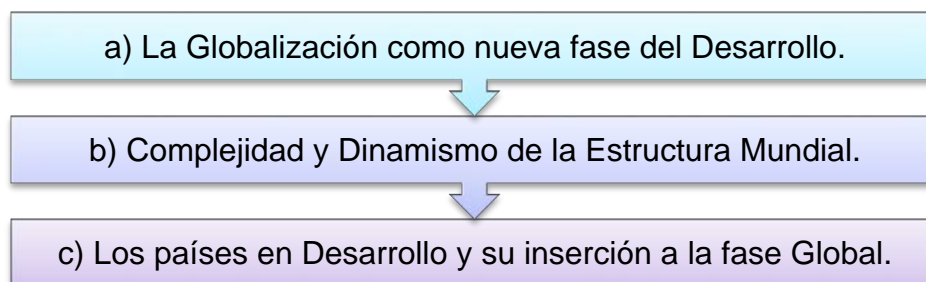 a) La Globalización como nueva fase del Desarrollo.
b) Complejidad y Dinamismo de la Estructura Mundial.
c) Los países en Desarrollo y su inserción a la fase Global.